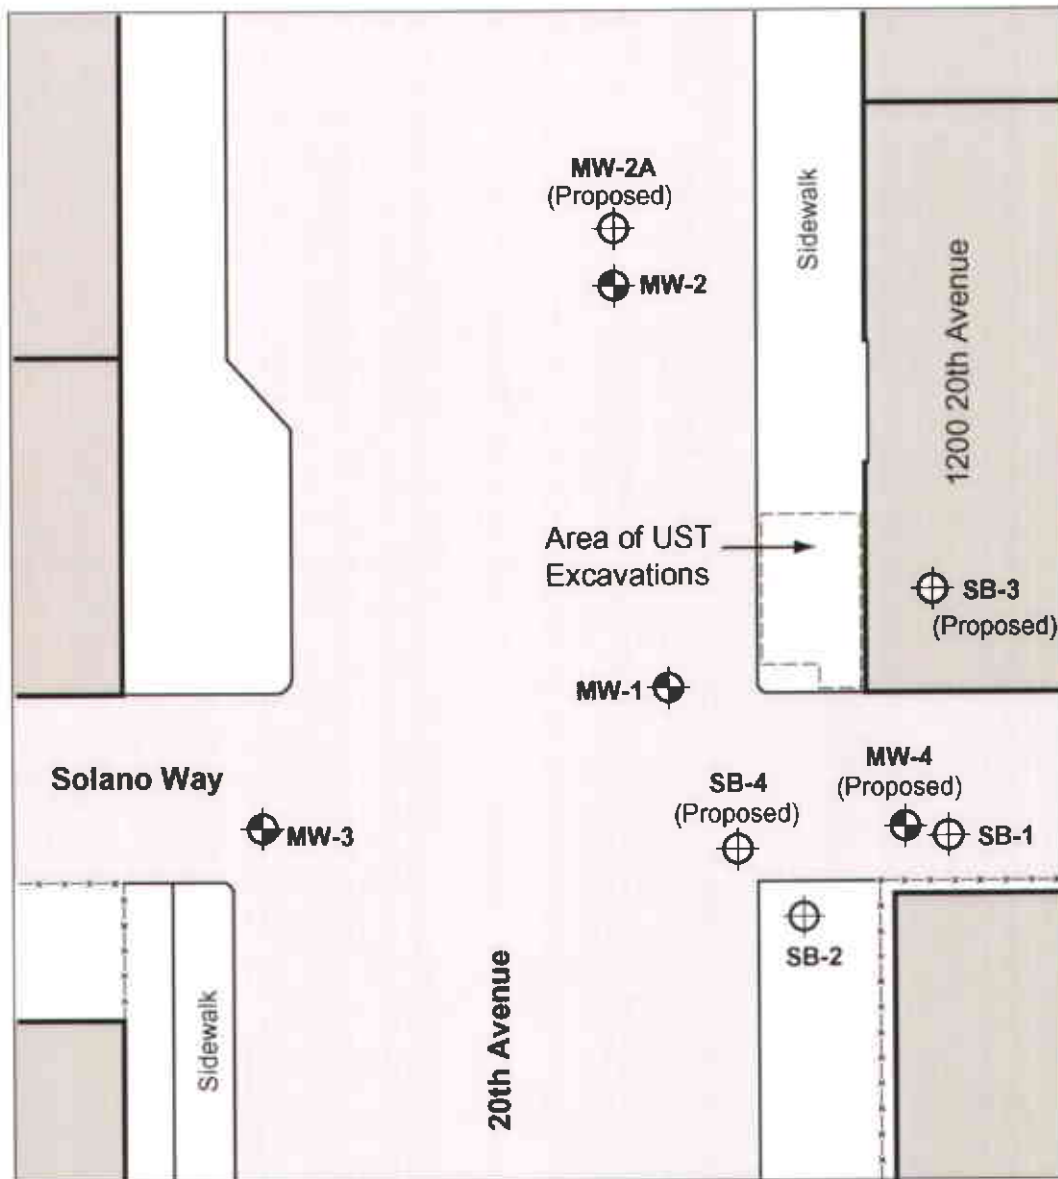 MW-2A
(Proposed)
MW-2
Sidewalk
1200 20th Avenue
Area of UST
Excavations
SB-3
(Proposed)
MW-1
Solano Way
MW-4
(Proposed)
SB-4
(Proposed)
SB-1
MW-3
SB-2
20th Avenue
Sidewalk